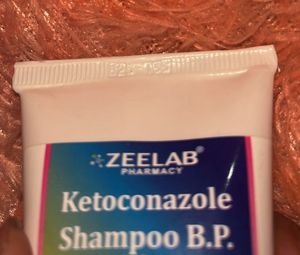 ZEELAB
PHARMACY
Ketoconazole
Shampoo B.P.